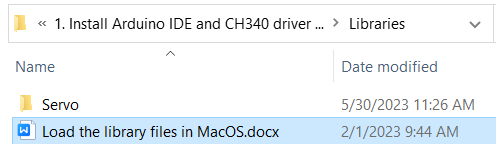 « 1. Install Arduino IDE and CH340 driver ... > Libraries
Name Date modified
Servo 5/30/2023 11:26 AM
Load the library files in MacOS.docx 2/1/2023 9:44 AM